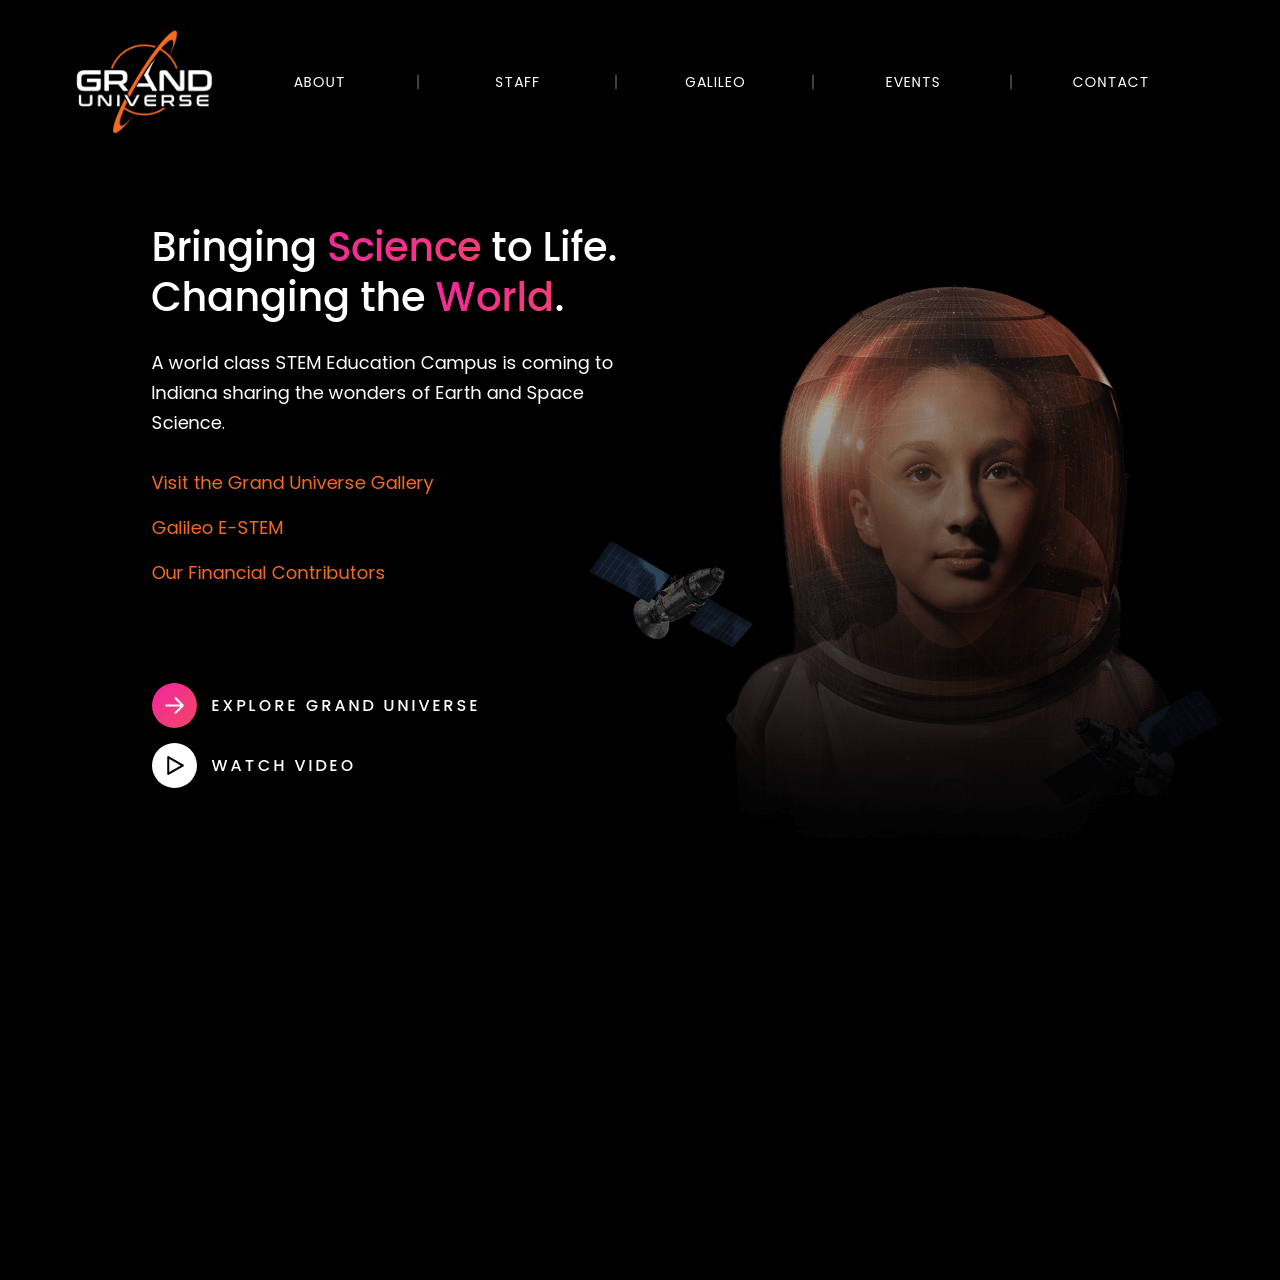 GRAND
UNIVERSE
ABOUT
STAFF
GALILEO
EVENTS
CONTACT
Bringing Science to Life.
Changing the World.
A world class STEM Education Campus is coming to
Indiana sharing the wonders of Earth and Space
Science.
Visit the Grand Universe Gallery
Galileo E-STEM
Our Financial Contributors
EXPLORE GRAND UNIVERSE
WATCH VIDEO